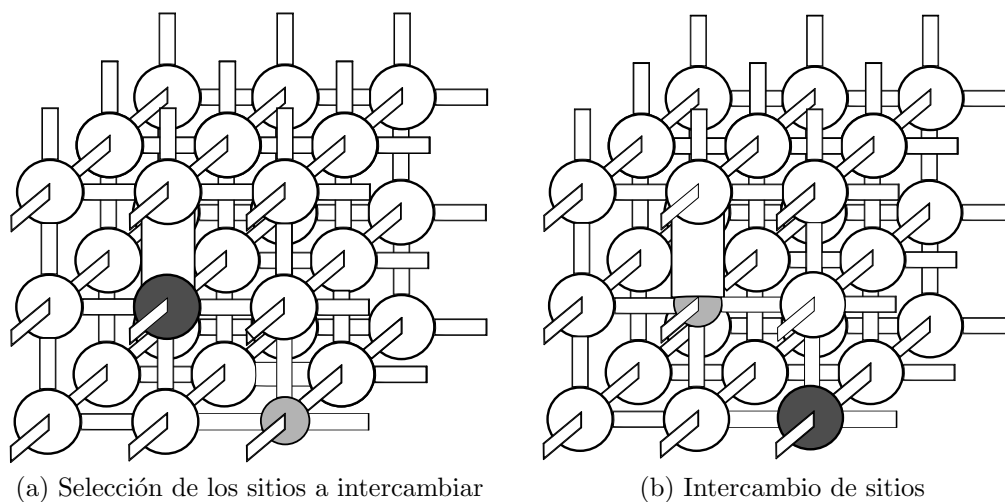 (a) Selección de los sitios a intercambiar
(b) Intercambio de sitios